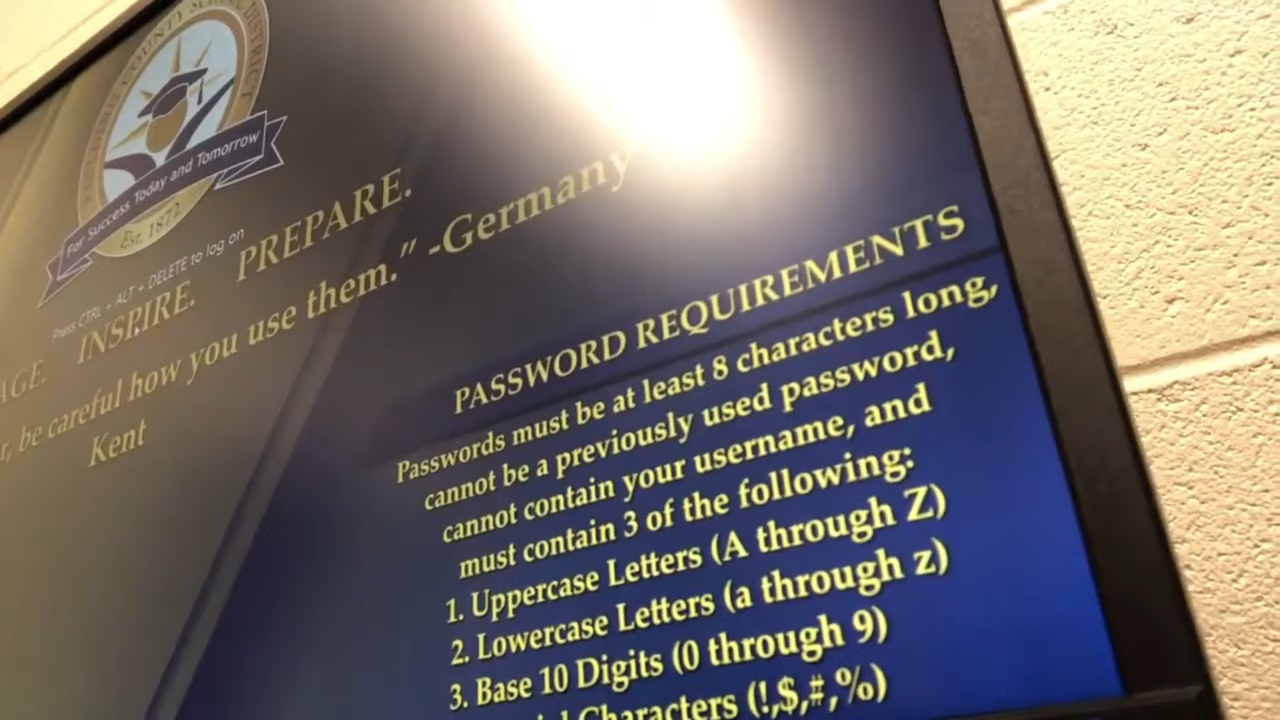 COUNTY SCHOOL DISTRICT
For Success Today and Tomorrow
Est. 1872
Press CTRL + ALT + DELETE to log on
INSPIRE. PREPARE.
be careful how you use them.” -Germany
Kent
PASSWORD REQUIREMENTS
Passwords must be at least 8 characters long,
cannot be a previously used password,
cannot contain your username, and
must contain 3 of the following:
1. Uppercase Letters (A through Z)
2. Lowercase Letters (a through z)
3. Base 10 Digits (0 through 9)
Characters (!,$,#,%)